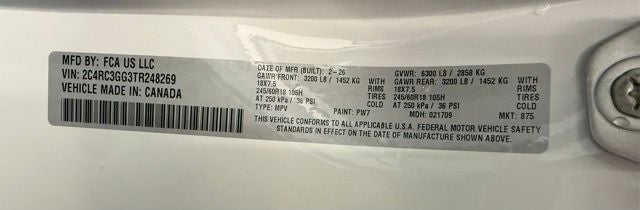 MFD BY: FCA US LLC
VIN: 2C4RC3GG3TR248269
VEHICLE MADE IN: CANADA
DATE OF MFR (BUILT): 2-26 GVWR: 6300 LB / 2858 KG
GAWR FRONT: 3200 LB / 1452 KG GAWR REAR: 3200 LB / 1452 KG
18X7.5 RIMS 18X7.5 RIMS
245/60R18 105H TIRES 245/60R18 105H TIRES
AT 250 kPa / 36 PSI COLD AT 250 kPa / 36 PSI COLD
TYPE: MPV PAINT: PW7 MDH: 021709 MKT: 875
THIS VEHICLE CONFORMS TO ALL APPLICABLE U.S.A. FEDERAL MOTOR VEHICLE SAFETY
STANDARDS IN EFFECT ON THE DATE OF MANUFACTURE SHOWN ABOVE.